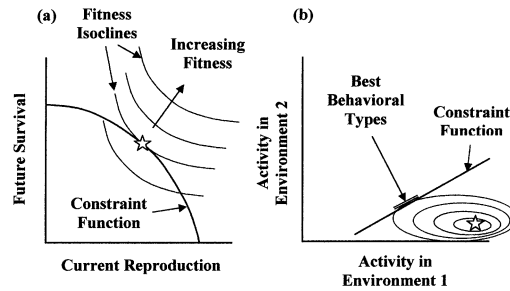 (a)
Fitness
Isoclines
Increasing
Fitness
Future Survival
Constraint
Function
Current Reproduction
(b)
Best
Behavioral
Types
Constraint
Function
Activity in
Environment 2
Activity in
Environment 1